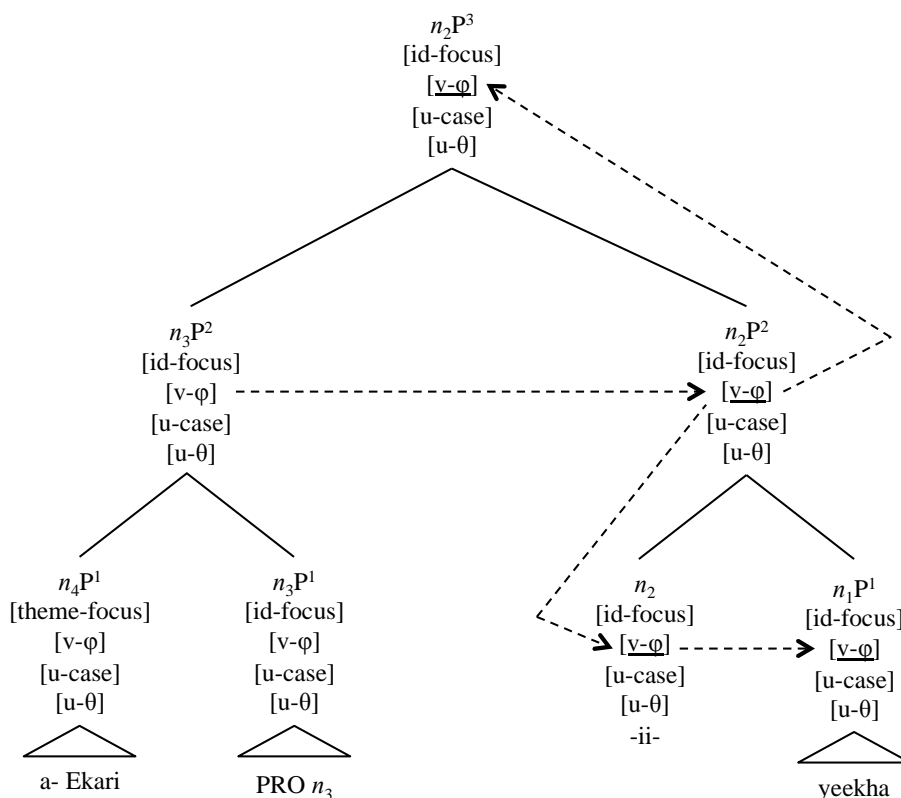 n₂P³
[id-focus]
[v-φ]
[u-case]
[u-θ]
n₃P² n₂P²
[id-focus] [id-focus]
[v-φ] [v-φ]
[u-case] [u-case]
[u-θ] [u-θ]
n₄P¹ n₃P¹ n₂ n₁P¹
[theme-focus] [id-focus] [id-focus] [id-focus]
[v-φ] [v-φ] [v-φ] [v-φ]
[u-case] [u-case] [u-case] [u-case]
[u-θ] [u-θ] [u-θ] [u-θ]
-ii-
a- Ekari PRO n₃ yeekha